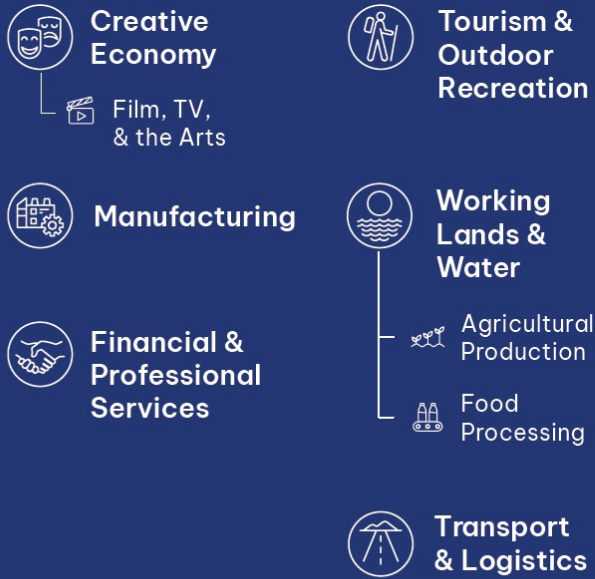 Creative
Economy
Film, TV,
& the Arts
Manufacturing
Financial &
Professional
Services
Tourism &
Outdoor
Recreation
Working
Lands &
Water
Agricultural
Production
Food
Processing
Transport
& Logistics